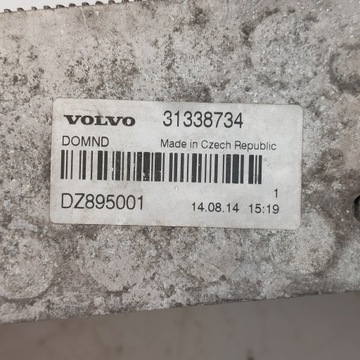 VOLVO 31338734
DOMND Made in Czech Republic
1
DZ895001 14.08.14 15:19